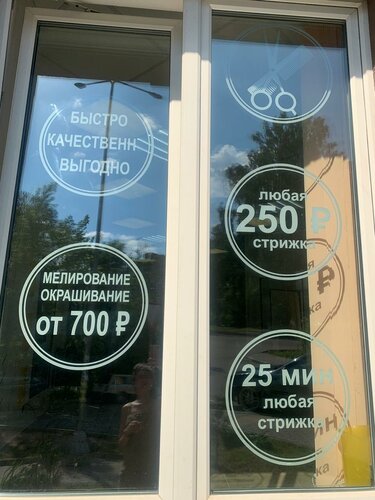 БЫСТРО
КАЧЕСТВЕНН
ВЫГОДНО
МЕЛИРОВАНИЕ
ОКРАШИВАНИЕ
от 700 ₽
любая
250 ₽
стрижка
25 мин
любая
стрижка